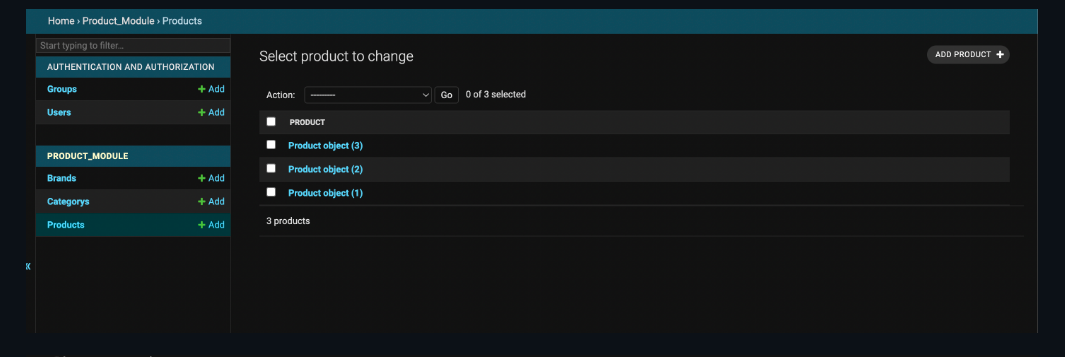 Home › Product_Module › Products
Start typing to filter...
AUTHENTICATION AND AUTHORIZATION
Groups + Add
Users + Add
PRODUCT_MODULE
Brands + Add
Categorys + Add
Products + Add
«
Select product to change
ADD PRODUCT +
Action: --------- Go 0 of 3 selected
PRODUCT
Product object (3)
Product object (2)
Product object (1)
3 products